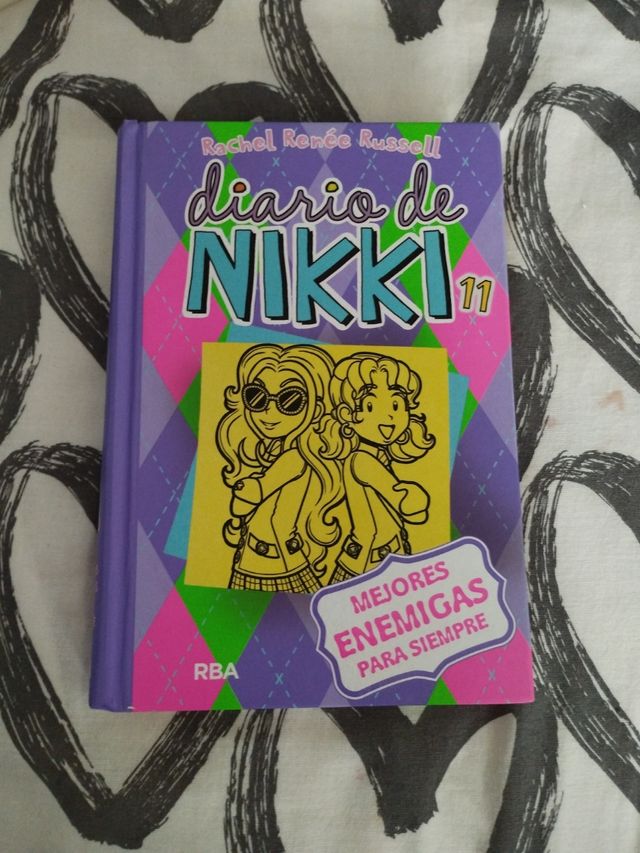 Rachel Renée Russell
diario de
NIKKI 11
MEJORES
ENEMIGAS
PARA SIEMPRE
RBA